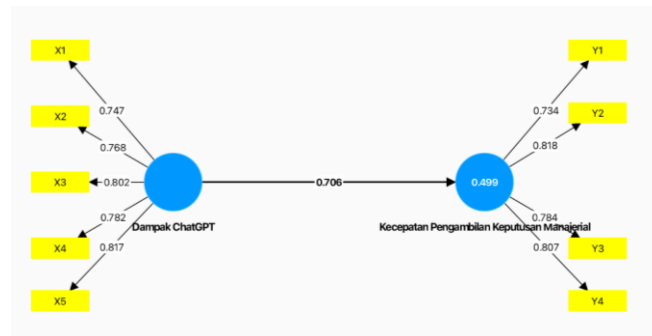 X1
X2
X3
X4
X5
0.747
0.768
0.802
0.782
0.817
Dampak ChatGPT
0.706
0.499
Kecepatan Pengambilan Keputusan Manajerial
0.734
0.818
0.784
0.807
Y1
Y2
Y3
Y4